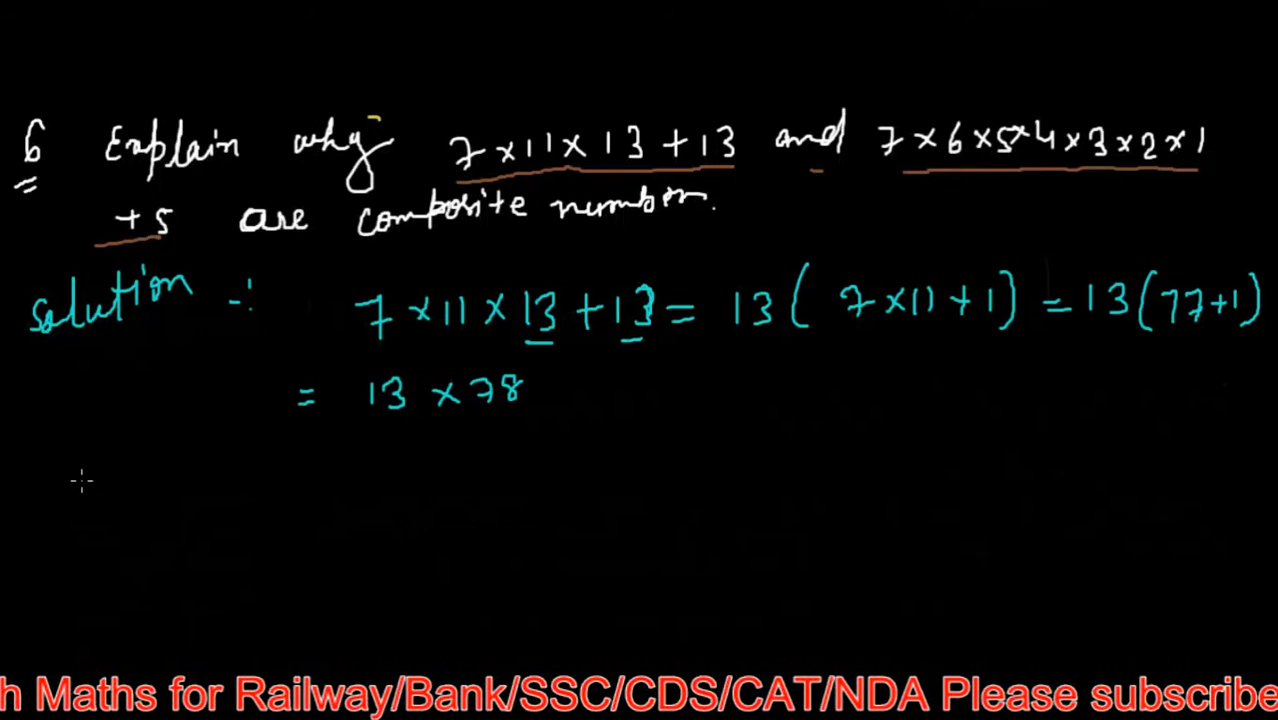 6 Explain why 7×11×13+13 and 7×6×5×4×3×2×1
+5 are composite number.
Solution -: 7×11×13+13 = 13(7×11+1) = 13(77+1)
= 13×78
h Maths for Railway/Bank/SSC/CDS/CAT/NDA Please subscribe